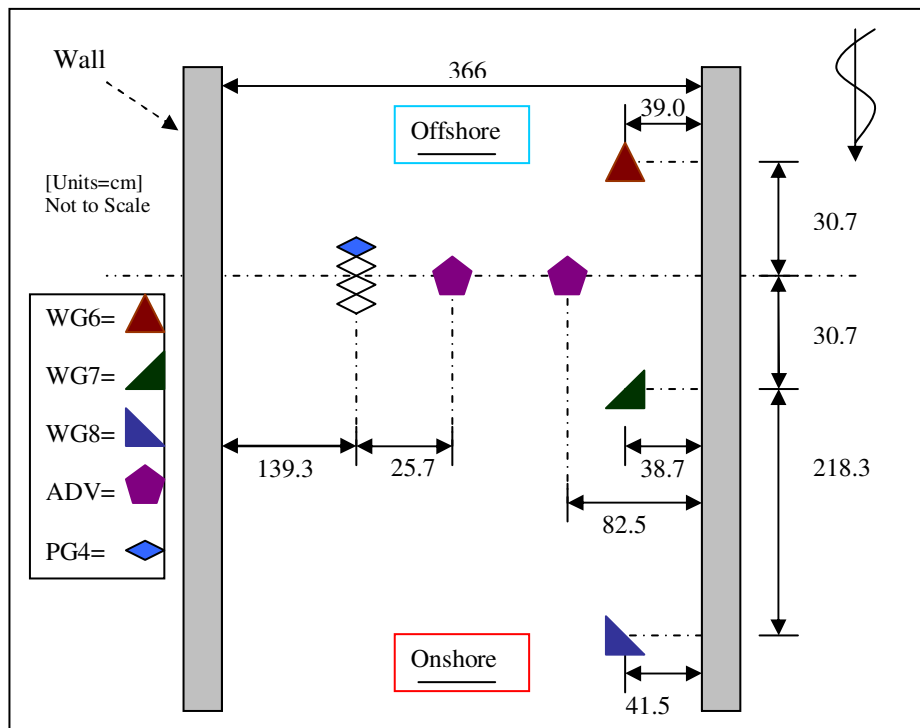 Wall
366
39.0
Offshore
[Units=cm]
Not to Scale
30.7
WG6=
30.7
WG7=
WG8=
139.3
25.7
38.7
218.3
ADV=
82.5
PG4=
Onshore
41.5